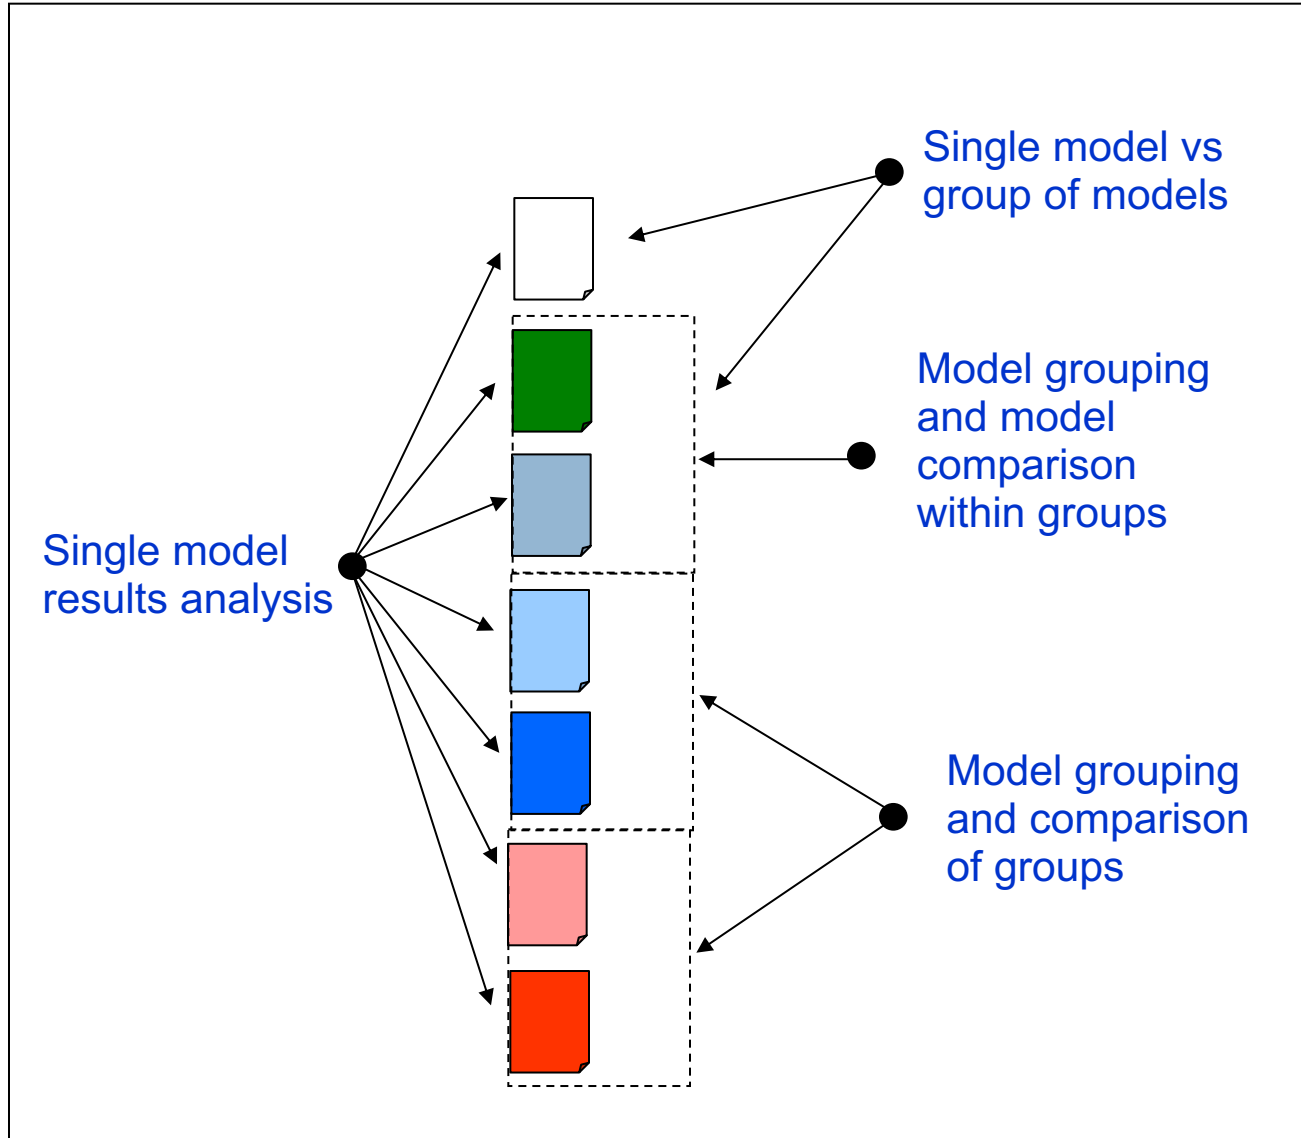 Single model vs
group of models
Model grouping
and model
comparison
within groups
Single model
results analysis
Model grouping
and comparison
of groups